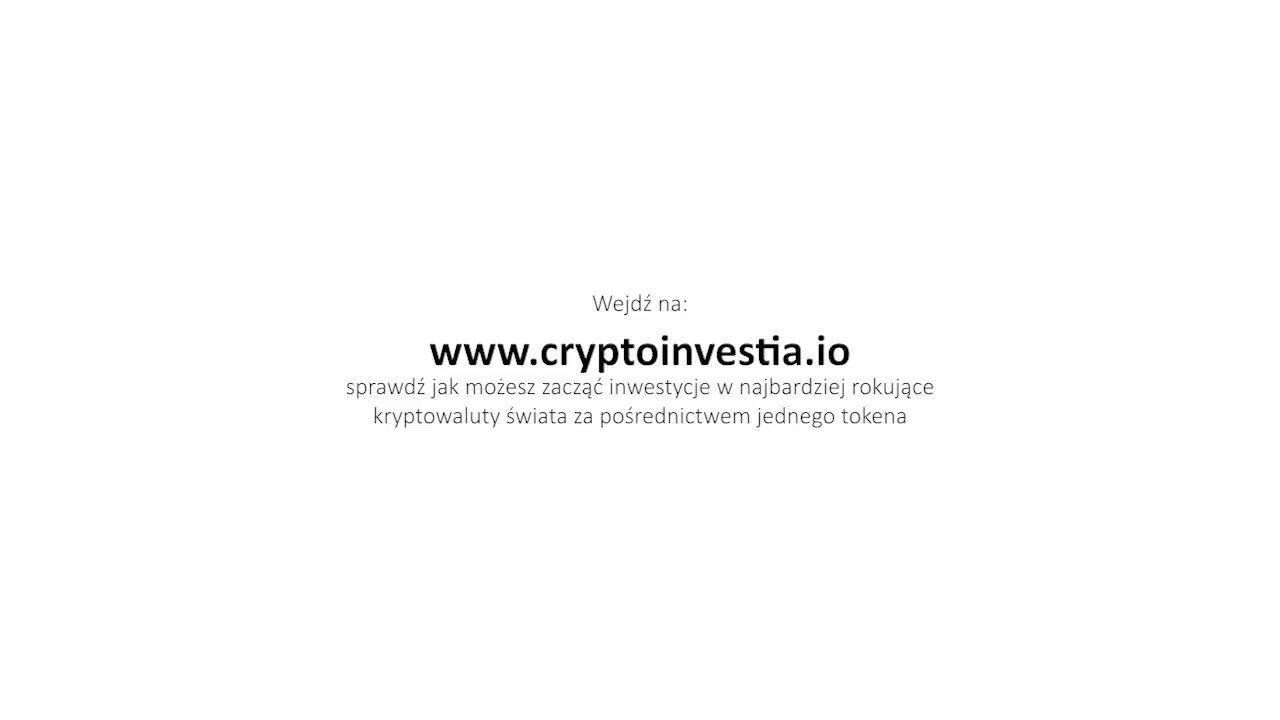 Wejdź na:
www.cryptoinvestia.io
sprawdź jak możesz zacząć inwestycje w najbardziej rokujące
kryptowaluty świata za pośrednictwem jednego tokena